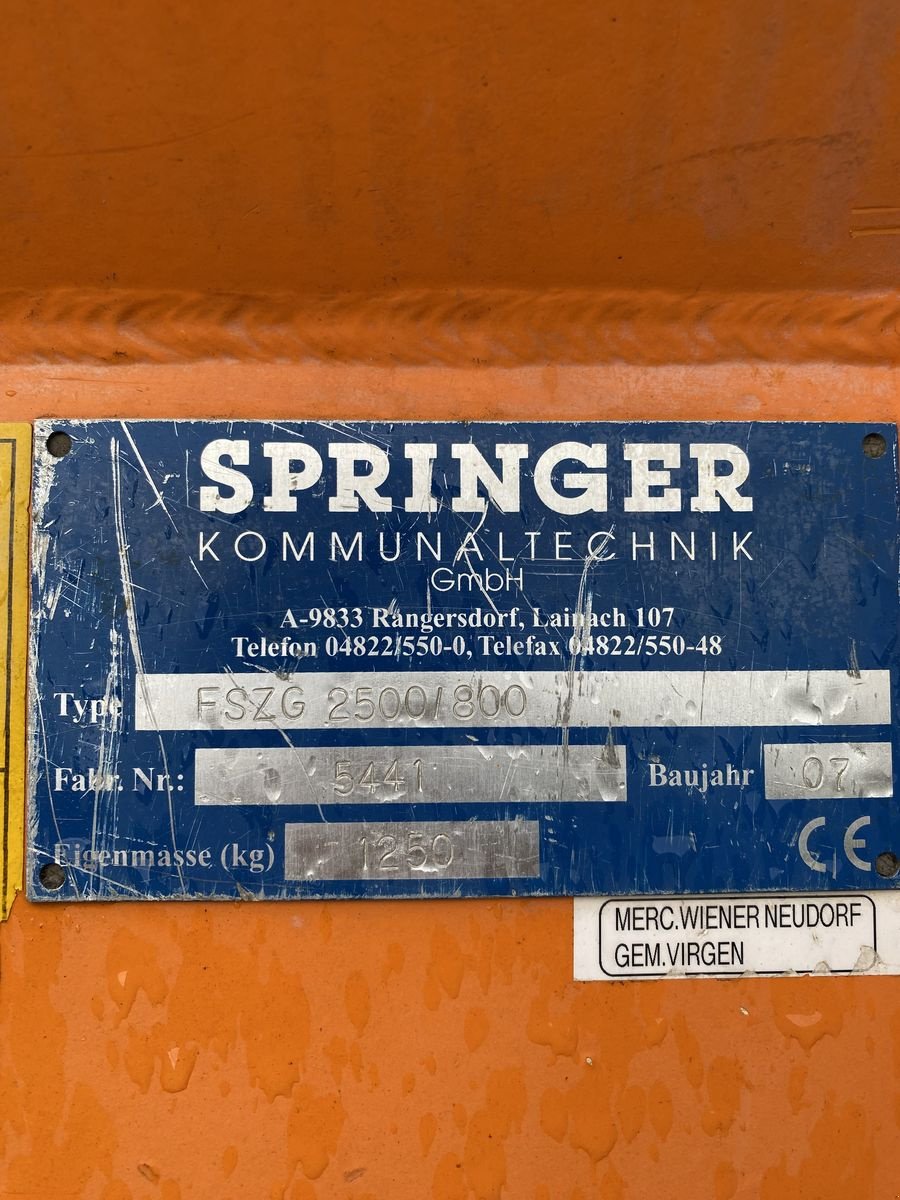 SPRINGER
KOMMUNALTECHNIK
GmbH
A-9833 Rangersdorf, Lainach 107
Telefon 04822/550-0, Telefax 04822/550-48
Type FSZG 2500/800
Fabr. Nr.: 5441 Baujahr 07
Eigenmasse (kg) 1250 CE
MERC.WIENER NEUDORF
GEM.VIRGEN